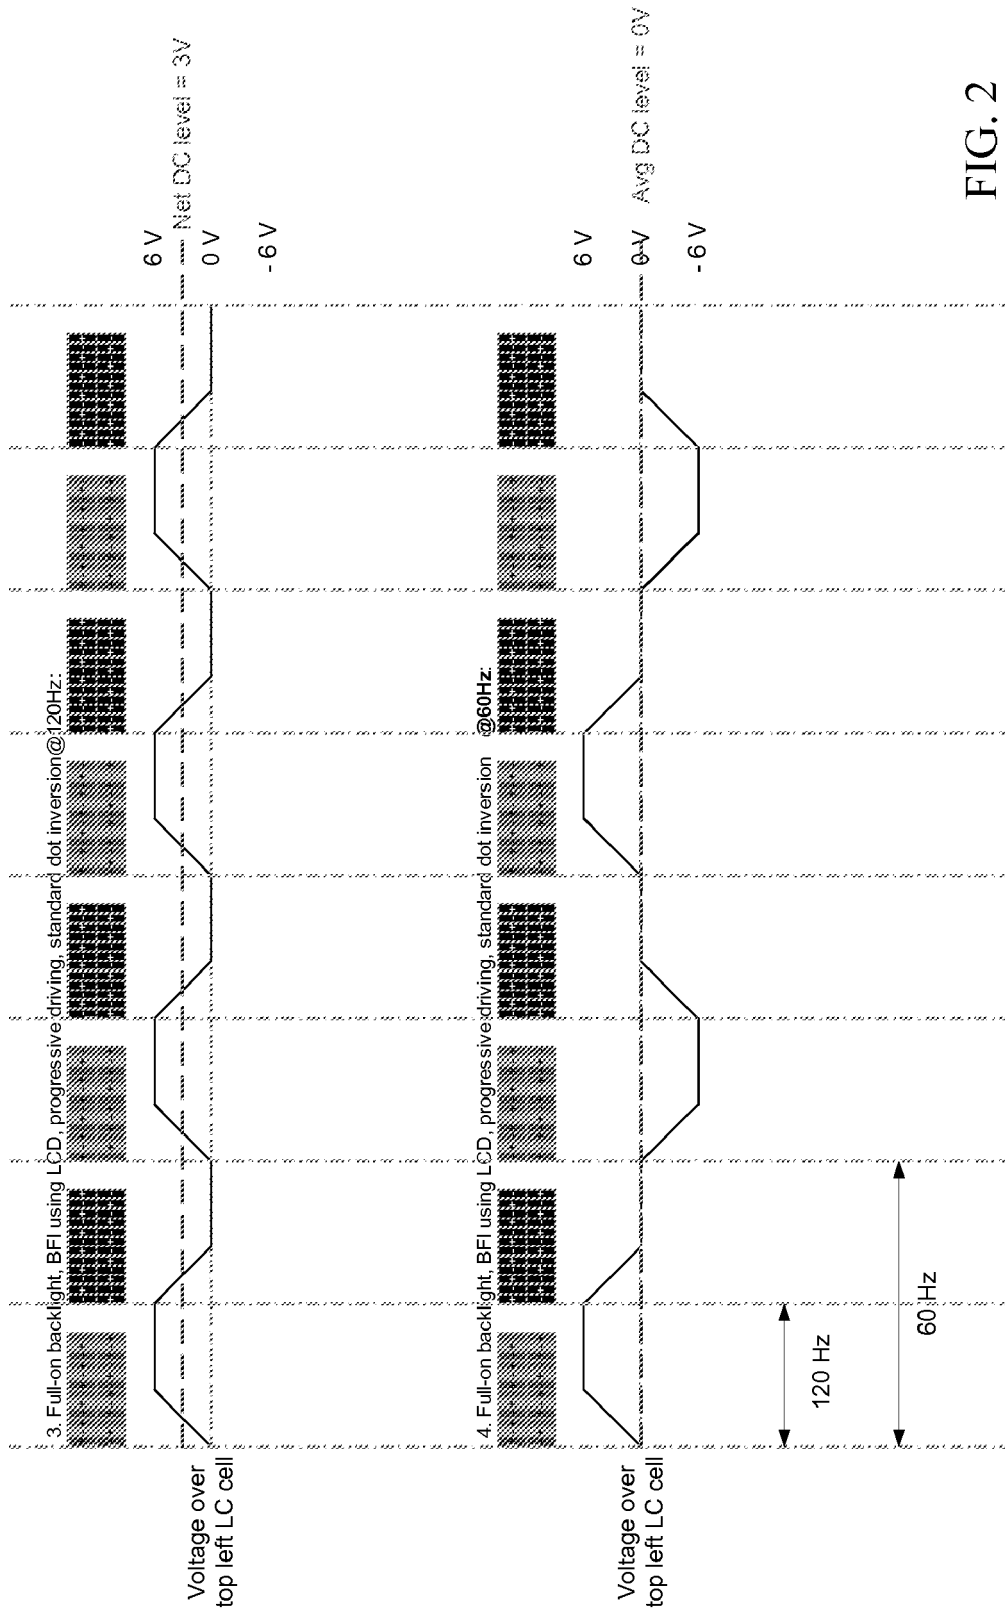 3. Full-on backlight, BFI using LCD, progressive driving, standard dot inversion@120Hz:
Voltage over
top left LC cell
6 V
Net DC level = 3V
0 V
- 6 V
4. Full-on backlight, BFI using LCD, progressive driving, standard dot inversion @60Hz:
Voltage over
top left LC cell
6 V
0 V
Avg DC level = 0V
- 6 V
120 Hz
60 Hz
FIG. 2